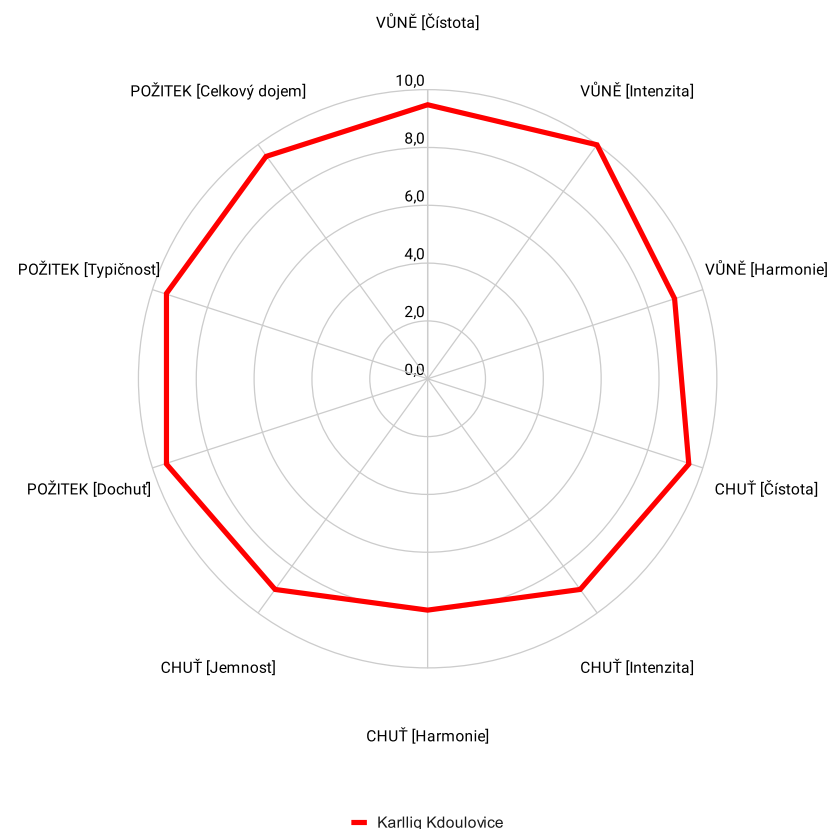 VŮNĚ [Čístota]
POŽITEK [Celkový dojem]
10,0
VŮNĚ [Intenzita]
8,0
6,0
POŽITEK [Typičnost]
4,0
VŮNĚ [Harmonie]
2,0
0,0
POŽITEK [Dochuť]
CHUŤ [Čístota]
CHUŤ [Jemnost]
CHUŤ [Intenzita]
CHUŤ [Harmonie]
Karllig Kdoulovice